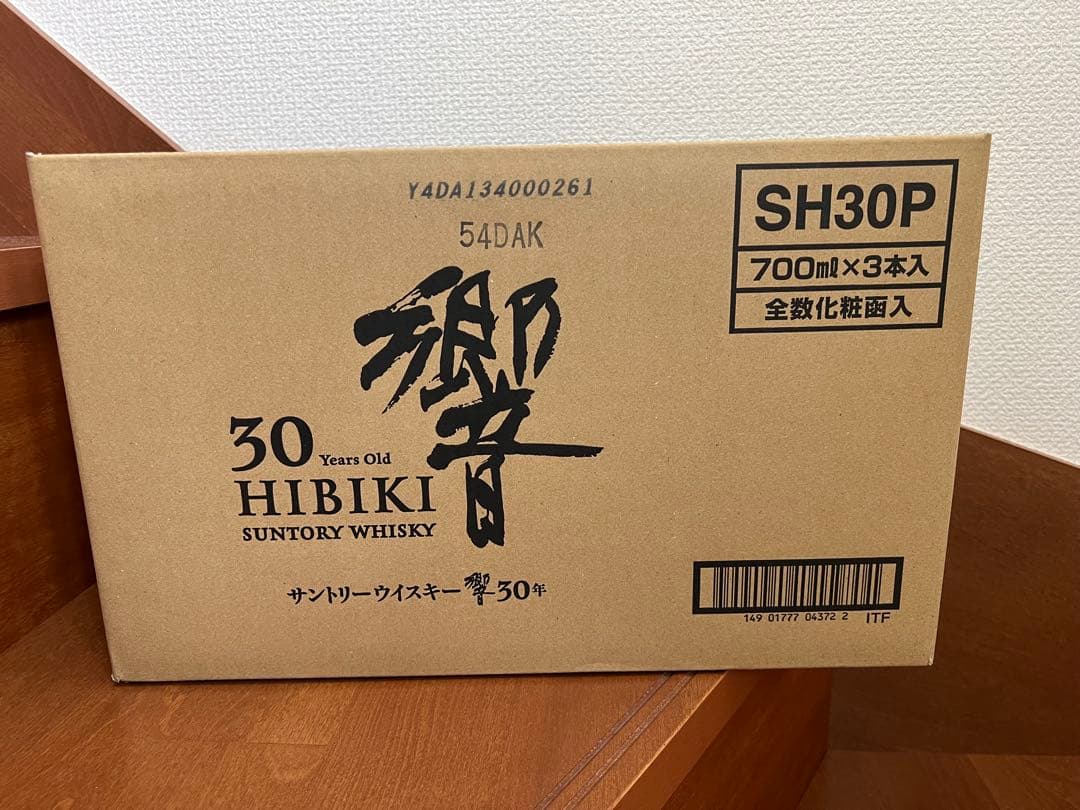 Y4DA134000261
54DAK
SH30P
700ml×3本入
全数化粧函入
響
30 Years Old
HIBIKI
SUNTORY WHISKY
サントリーウイスキー響30年
149 01777 04372 2 ITF